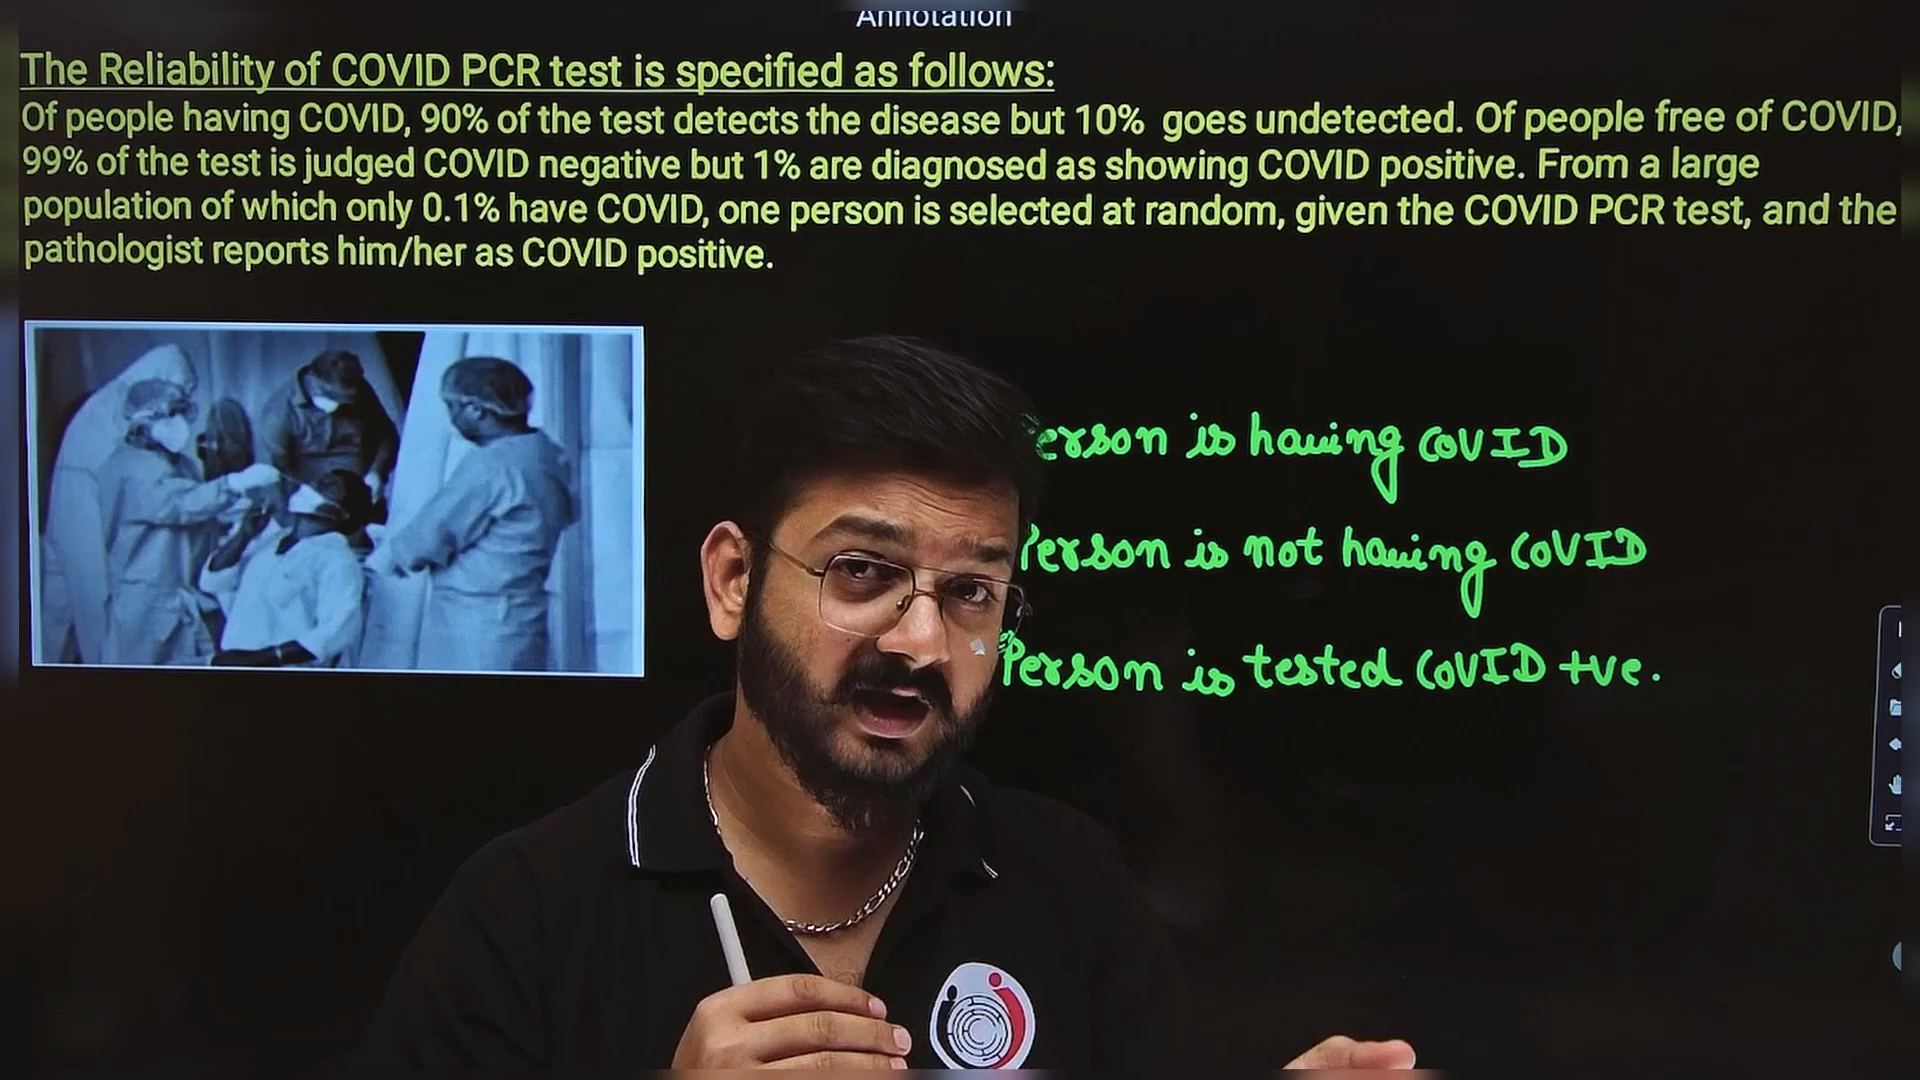 Annotation
The Reliability of COVID PCR test is specified as follows:
Of people having COVID, 90% of the test detects the disease but 10% goes undetected. Of people free of COVID,
99% of the test is judged COVID negative but 1% are diagnosed as showing COVID positive. From a large
population of which only 0.1% have COVID, one person is selected at random, given the COVID PCR test, and the
pathologist reports him/her as COVID positive.
erson is having COVID
Person is not having COVID
Person is tested COVID +ve.